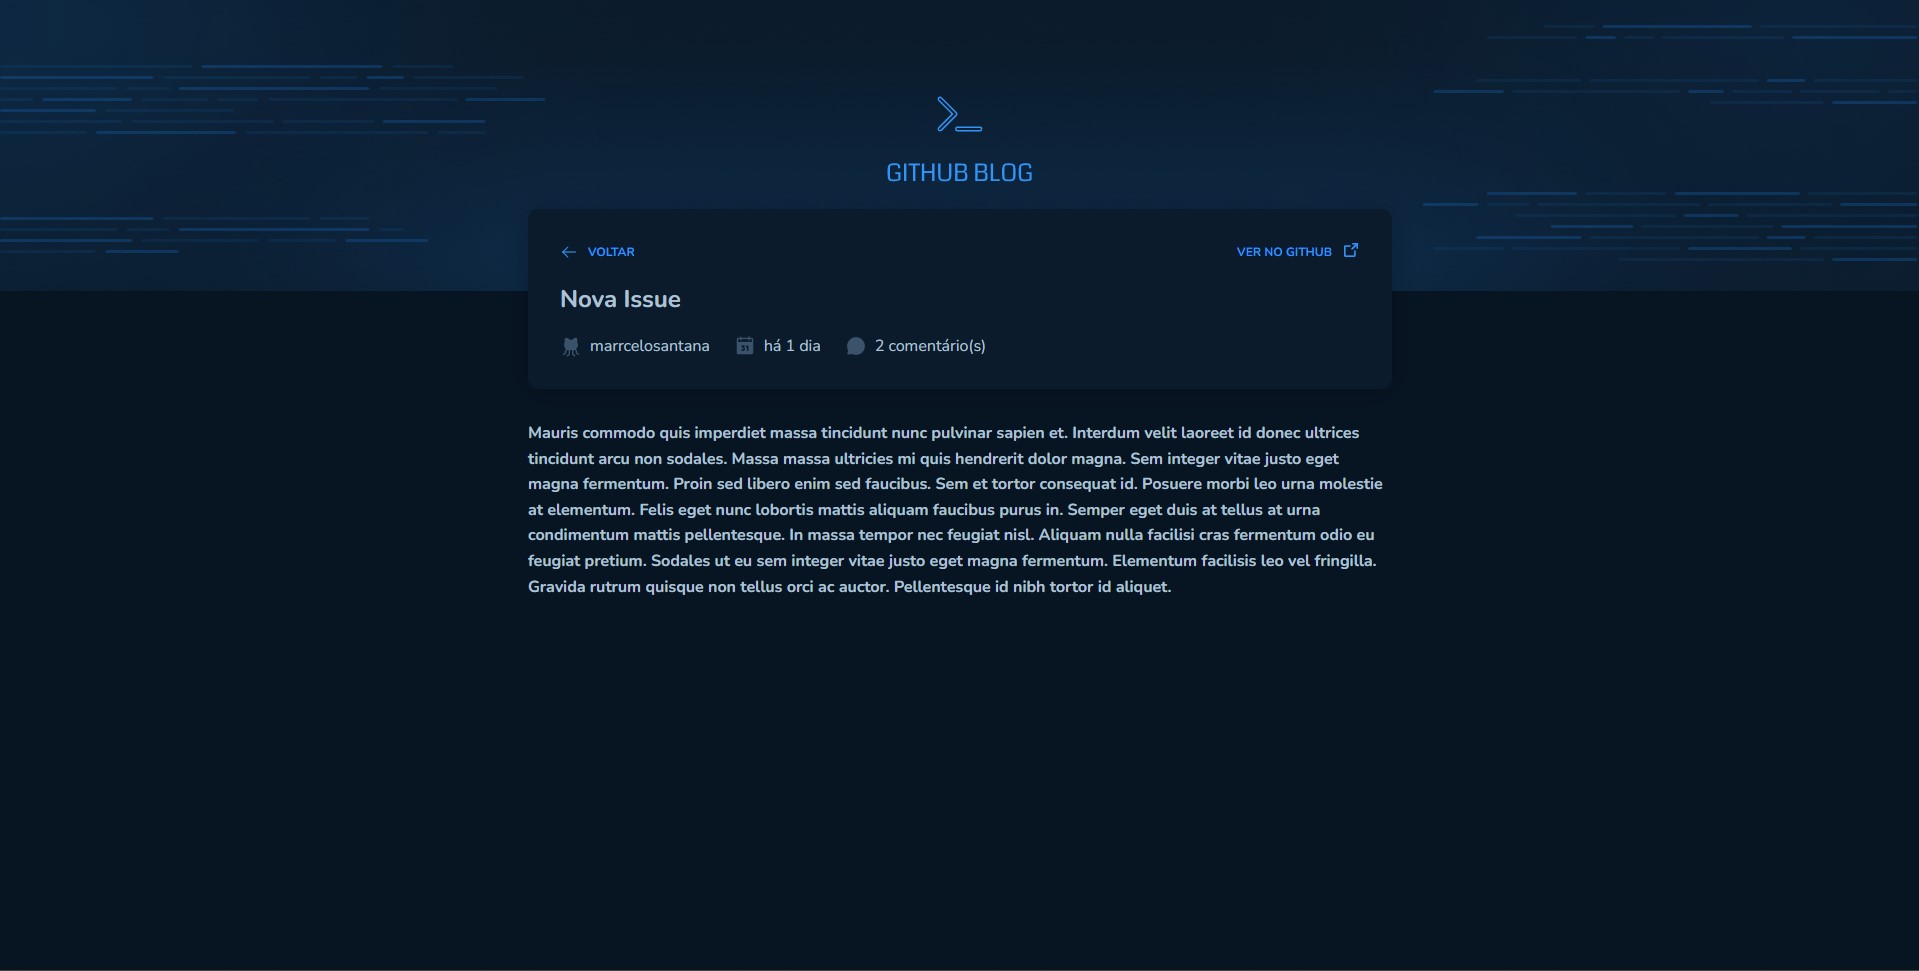 GITHUB BLOG
VOLTAR
VER NO GITHUB
Nova Issue
marrcelosantana
31
há 1 dia
2 comentário(s)
Mauris commodo quis imperdiet massa tincidunt nunc pulvinar sapien et. Interdum velit laoreet id donec ultrices
tincidunt arcu non sodales. Massa massa ultricies mi quis hendrerit dolor magna. Sem integer vitae justo eget
magna fermentum. Proin sed libero enim sed faucibus. Sem et tortor consequat id. Posuere morbi leo urna molestie
at elementum. Felis eget nunc lobortis mattis aliquam faucibus purus in. Semper eget duis at tellus at urna
condimentum mattis pellentesque. In massa tempor nec feugiat nisl. Aliquam nulla facilisi cras fermentum odio eu
feugiat pretium. Sodales ut eu sem integer vitae justo eget magna fermentum. Elementum facilisis leo vel fringilla.
Gravida rutrum quisque non tellus orci ac auctor. Pellentesque id nibh tortor id aliquet.